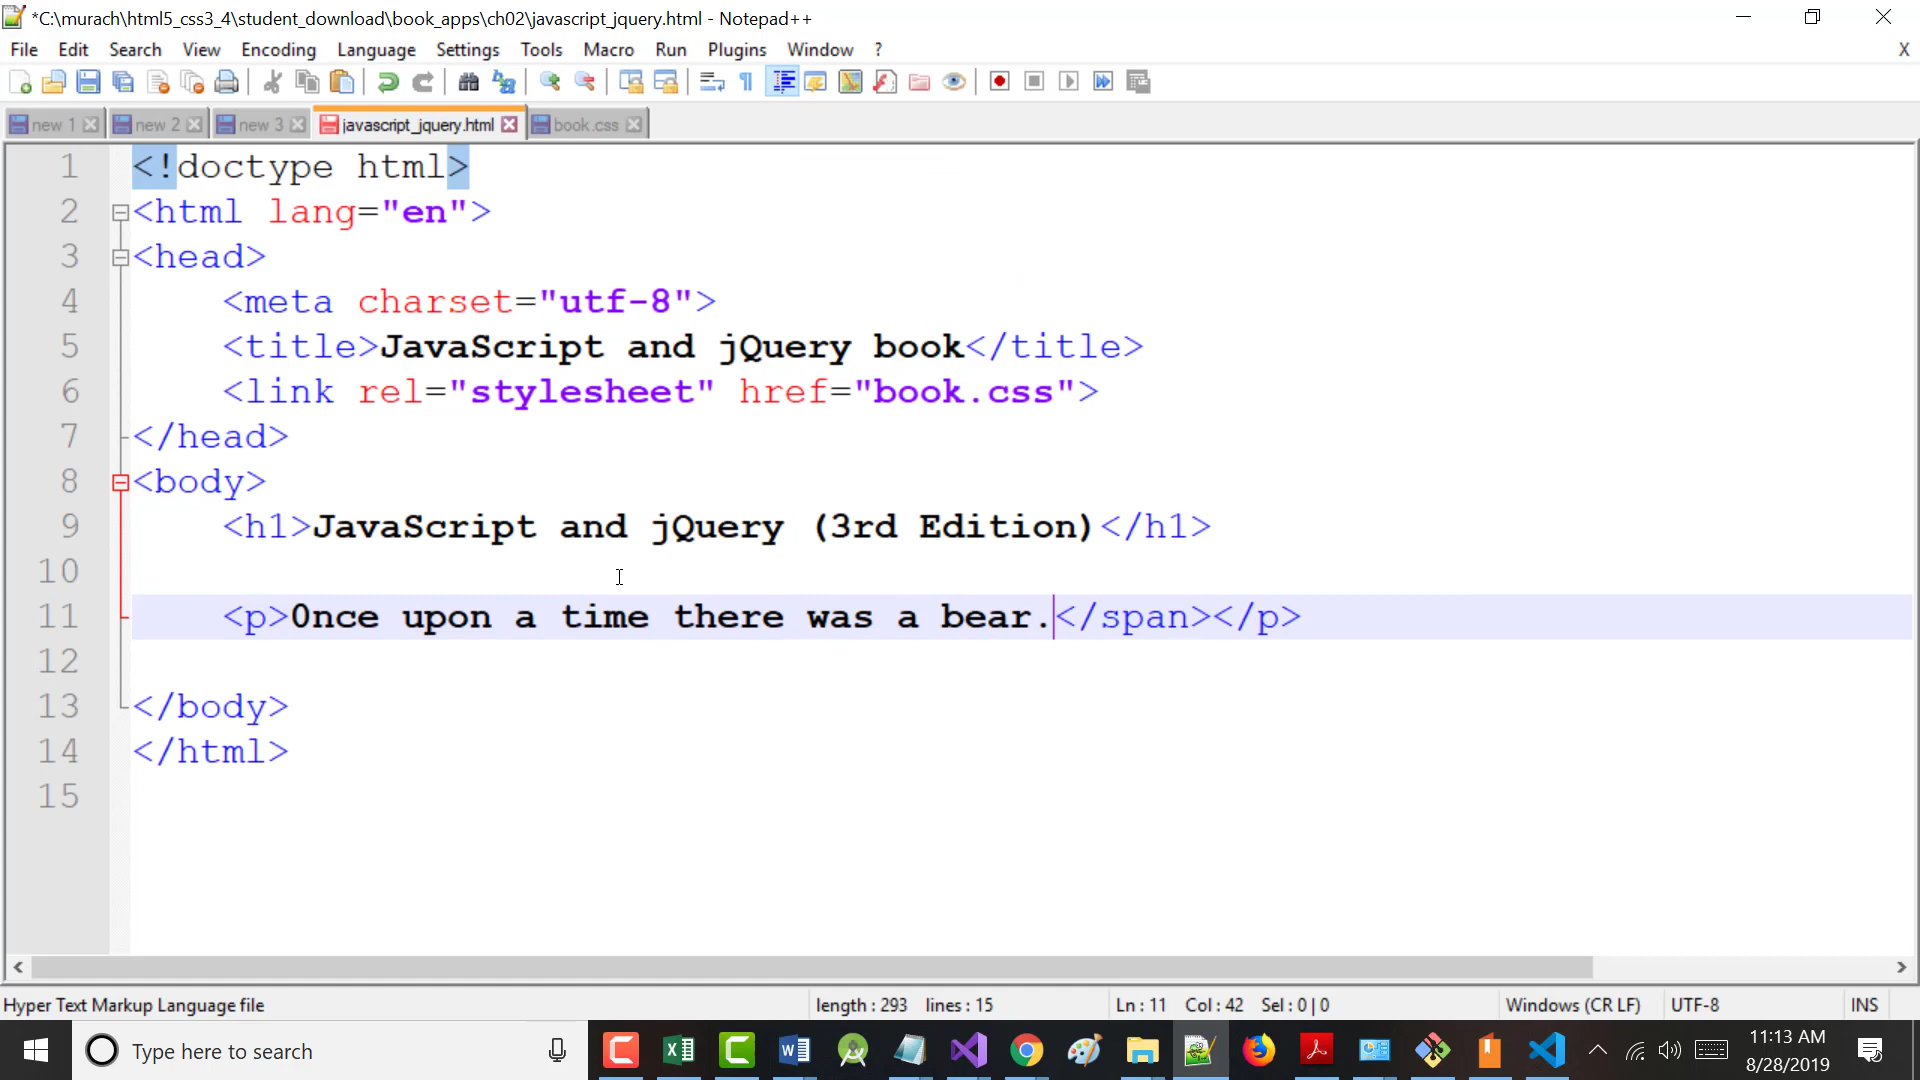 *C:\murach\html5_css3_4\student_download\book_apps\ch02\javascript_jquery.html - Notepad++
File Edit Search View Encoding Language Settings Tools Macro Run Plugins Window ? X
new 1 new 2 new 3 javascript_jquery.html book.css
1 <!doctype html>
2 <html lang="en">
3 <head>
4 <meta charset="utf-8">
5 <title>JavaScript and jQuery book</title>
6 <link rel="stylesheet" href="book.css">
7 </head>
8 <body>
9 <h1>JavaScript and jQuery (3rd Edition)</h1>
10
11 <p>Once upon a time there was a bear.</span></p>
12
13 </body>
14 </html>
15
Hyper Text Markup Language file length : 293 lines : 15 Ln : 11 Col : 42 Sel : 0 | 0 Windows (CR LF) UTF-8 INS
Type here to search
11:13 AM
8/28/2019